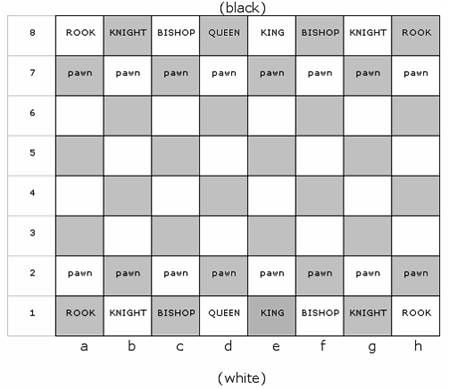 (black)
8 ROOK KNIGHT BISHOP QUEEN KING BISHOP KNIGHT ROOK
7 pawn pawn pawn pawn pawn pawn pawn pawn
6
5
4
3
2 pawn pawn pawn pawn pawn pawn pawn pawn
1 ROOK KNIGHT BISHOP QUEEN KING BISHOP KNIGHT ROOK
a b c d e f g h
(white)